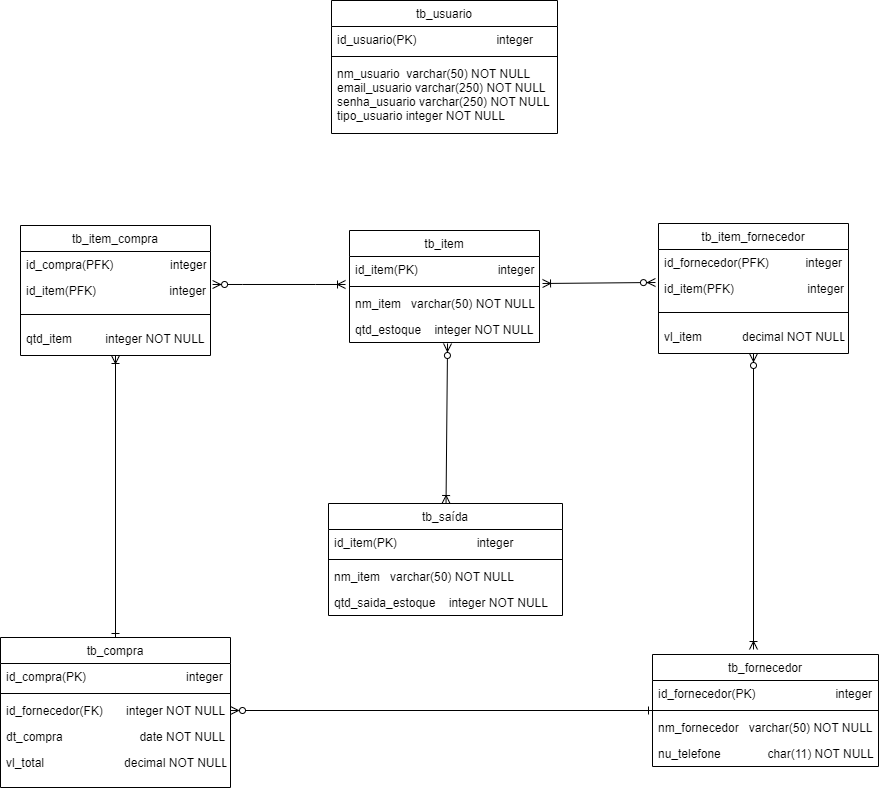 tb_usuario
id_usuario(PK) integer
nm_usuario varchar(50) NOT NULL
email_usuario varchar(250) NOT NULL
senha_usuario varchar(250) NOT NULL
tipo_usuario integer NOT NULL
tb_item_compra
id_compra(PFK) integer
id_item(PFK) integer
qtd_item integer NOT NULL
tb_item
id_item(PK) integer
nm_item varchar(50) NOT NULL
qtd_estoque integer NOT NULL
tb_item_fornecedor
id_fornecedor(PFK) integer
id_item(PFK) integer
vl_item decimal NOT NULL
tb_saída
id_item(PK) integer
nm_item varchar(50) NOT NULL
qtd_saida_estoque integer NOT NULL
tb_compra
id_compra(PK) integer
id_fornecedor(FK) integer NOT NULL
dt_compra date NOT NULL
vl_total decimal NOT NULL
tb_fornecedor
id_fornecedor(PK) integer
nm_fornecedor varchar(50) NOT NULL
nu_telefone char(11) NOT NULL